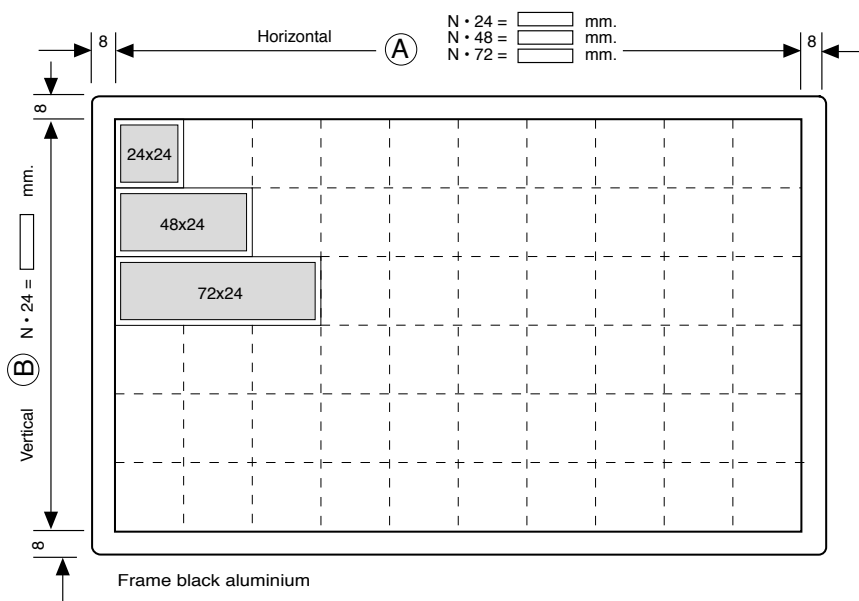 N • 24 = mm.
8 Horizontal A N • 48 = mm. 8
N • 72 = mm.
8
24x24
48x24
72x24
Vertical B N • 24 = mm.
8
Frame black aluminium